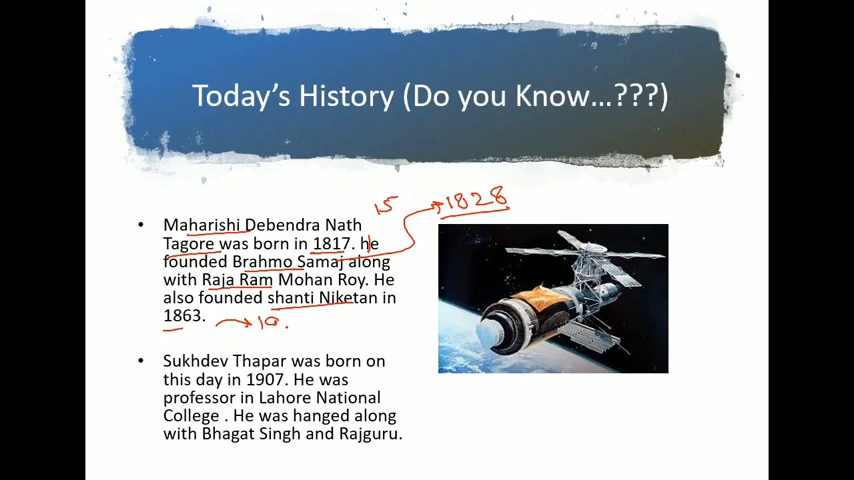 Today's History (Do you Know...???)
15 1828
• Maharishi Debendra Nath
Tagore was born in 1817. he
founded Brahmo Samaj along
with Raja Ram Mohan Roy. He
also founded shanti Niketan in
1863.
• Sukhdev Thapar was born on
this day in 1907. He was
professor in Lahore National
College . He was hanged along
with Bhagat Singh and Rajguru.